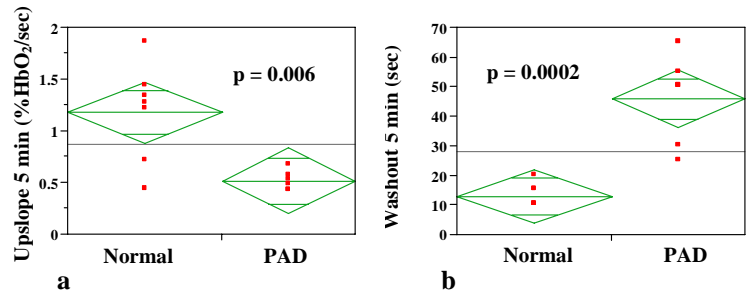 Upslope 5 min (%HbO₂/sec)
2
1.5
1
0.5
0
p = 0.006
Normal
PAD
a
Washout 5 min (sec)
70
60
50
40
30
20
10
0
p = 0.0002
Normal
PAD
b